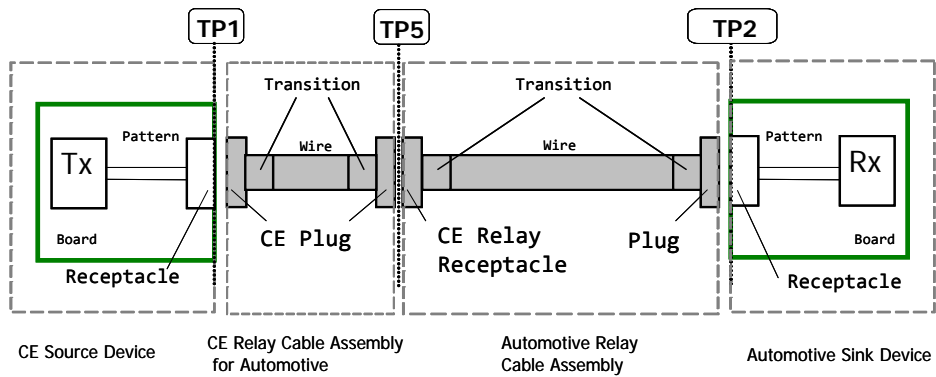 TP1
TP5
TP2
Transition
Transition
Pattern
Wire
Wire
Pattern
Tx
Rx
Board
CE Plug
CE Relay
Receptacle
Plug
Board
Receptacle
Receptacle
CE Source Device
CE Relay Cable Assembly
for Automotive
Automotive Relay
Cable Assembly
Automotive Sink Device